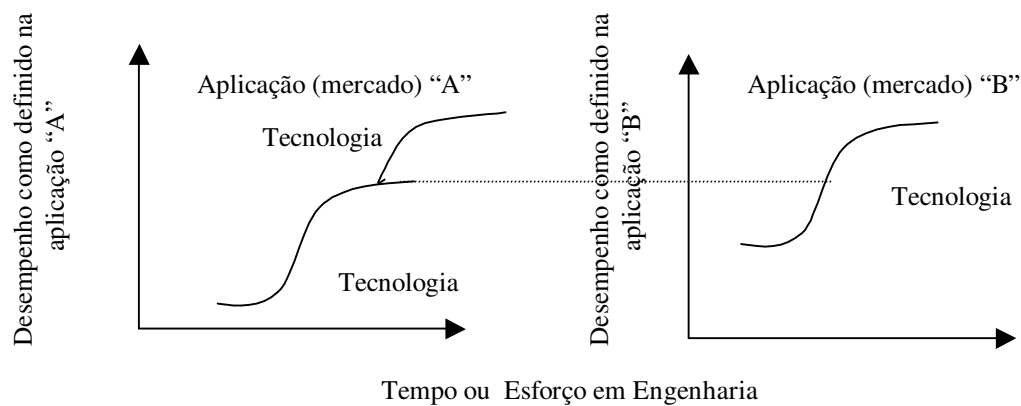 Desempenho como definido na
aplicação “A”
Aplicação (mercado) “A”
Tecnologia
Tecnologia
Desempenho como definido na
aplicação “B”
Aplicação (mercado) “B”
Tecnologia
Tempo ou Esforço em Engenharia